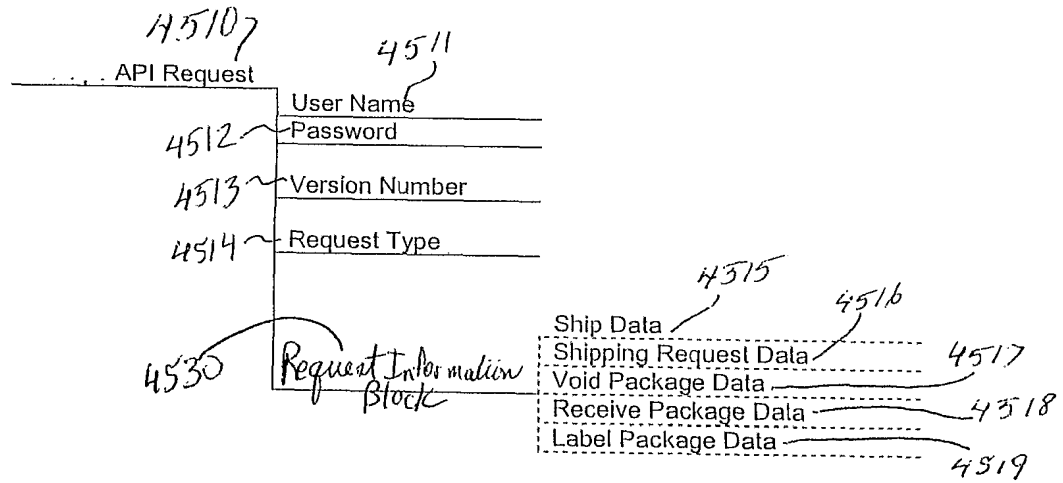 45107
API Request
4511
User Name
4512 Password
4513 Version Number
4514 Request Type
4515
4516
Ship Data
Shipping Request Data
4517
Void Package Data
4530 Request Information Block
Receive Package Data 4518
Label Package Data
4519